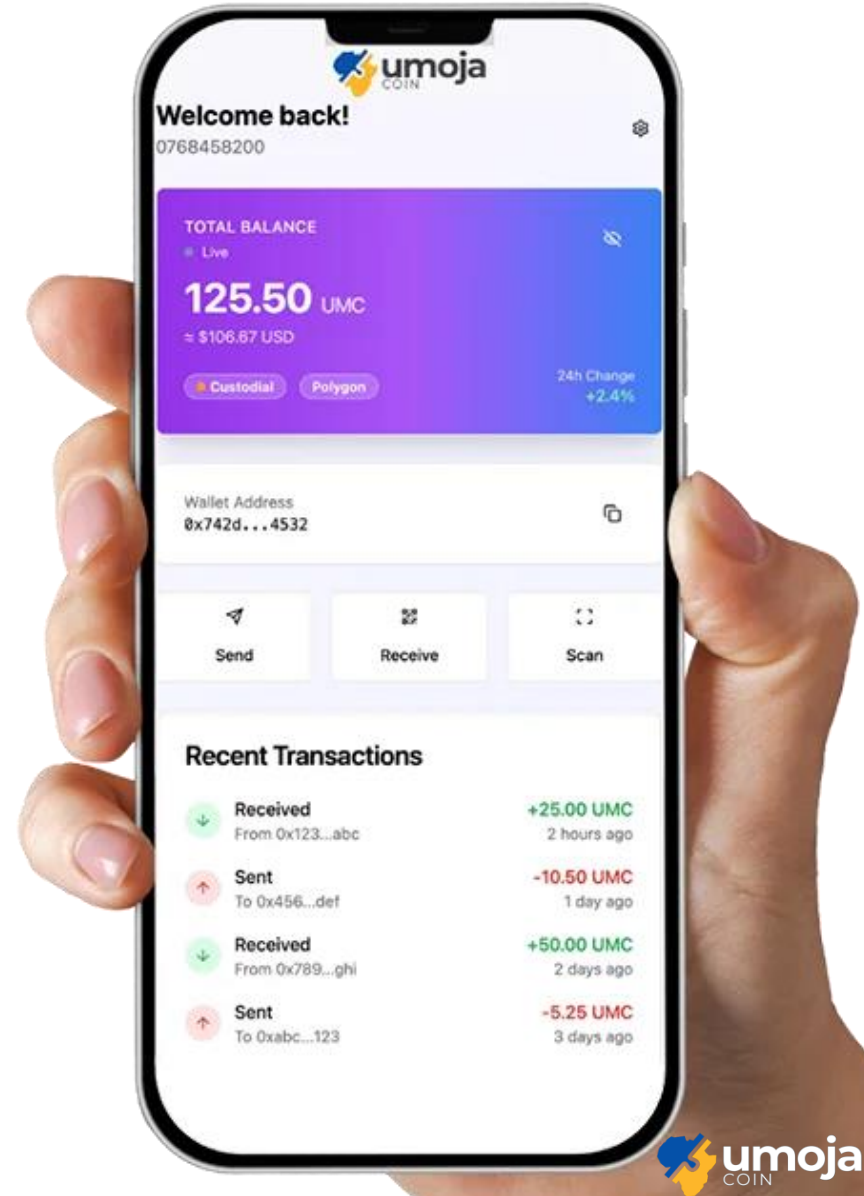 umoja
COIN
Welcome back!
0768458200
TOTAL BALANCE
Live
125.50 UMC
≈ $106.67 USD
Custodial Polygon
24h Change
+2.4%
Wallet Address
0x742d...4532
Send Receive Scan
Recent Transactions
Received +25.00 UMC
From 0x123...abc 2 hours ago
Sent -10.50 UMC
To 0x456...def 1 day ago
Received +50.00 UMC
From 0x789...ghi 2 days ago
Sent -5.25 UMC
To 0xabc...123 3 days ago
umoja
COIN